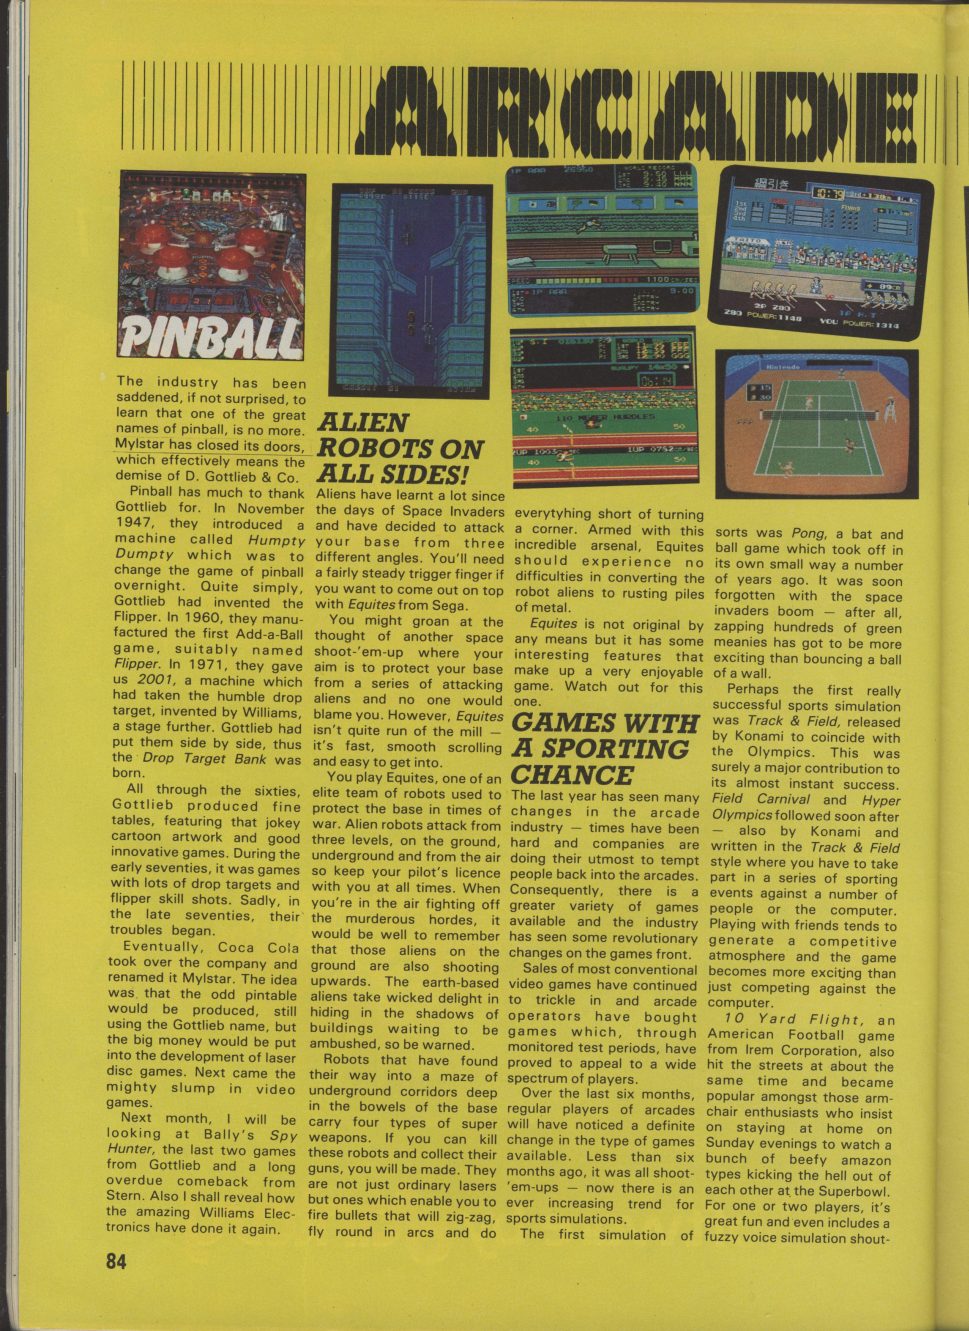 ARCADE
PINBALL
The industry has been
saddened, if not surprised, to
learn that one of the great
names of pinball, is no more.
Mylstar has closed its doors,
which effectively means the
demise of D. Gottlieb & Co.
Pinball has much to thank
Gottlieb for. In November
1947, they introduced a
machine called Humpty
Dumpty which was to
change the game of pinball
overnight. Quite simply,
Gottlieb had invented the
Flipper. In 1960, they manu-
factured the first Add-a-Ball
game, suitably named
Flipper. In 1971, they gave
us 2001, a machine which
had taken the humble drop
target, invented by Williams,
a stage further. Gottlieb had
put them side by side, thus
the Drop Target Bank was
born.
All through the sixties,
Gottlieb produced fine
tables, featuring that jokey
cartoon artwork and good
innovative games. During the
early seventies, it was games
with lots of drop targets and
flipper skill shots. Sadly, in
the late seventies, their
troubles began.
Eventually, Coca Cola
took over the company and
renamed it Mylstar. The idea
was that the odd pintable
would be produced, still
using the Gottlieb name, but
the big money would be put
into the development of laser
disc games. Next came the
mighty slump in video
games.
Next month, I will be
looking at Bally's Spy
Hunter, the last two games
from Gottlieb and a long
overdue comeback from
Stern. Also I shall reveal how
the amazing Williams Elec-
tronics have done it again.
84
ALIEN
ROBOTS ON
ALL SIDES!
Aliens have learnt a lot since
the days of Space Invaders
and have decided to attack
your base from three
different angles. You'll need
a fairly steady trigger finger if
you want to come out on top
with Equites from Sega.
You might groan at the
thought of another space
shoot-'em-up where your
aim is to protect your base
from a series of attacking
aliens and no one would
blame you. However, Equites
isn't quite run of the mill —
it's fast, smooth scrolling
and easy to get into.
You play Equites, one of an
elite team of robots used to
protect the base in times of
war. Alien robots attack from
three levels, on the ground,
underground and from the air
so keep your pilot's licence
with you at all times. When
you're in the air fighting off
the murderous hordes, it
would be well to remember
that those aliens on the
ground are also shooting
upwards. The earth-based
aliens take wicked delight in
hiding in the shadows of
buildings waiting to be
ambushed, so be warned.
Robots that have found
their way into a maze of
underground corridors deep
in the bowels of the base
carry four types of super
weapons. If you can kill
these robots and collect their
guns, you will be made. They
are not just ordinary lasers
but ones which enable you to
fire bullets that will zig-zag,
fly round in arcs and do
1P AAA 26950
WORLD RECORD
1100
9.00
110 METER HURDLES
40 50
40 50
everytyhing short of turning
a corner. Armed with this
incredible arsenal, Equites
should experience no
difficulties in converting the
robot aliens to rusting piles
of metal.
Equites is not original by
any means but it has some
interesting features that
make up a very enjoyable
game. Watch out for this
one.
GAMES WITH
A SPORTING
CHANCE
The last year has seen many
changes in the arcade
industry — times have been
hard and companies are
doing their utmost to tempt
people back into the arcades.
Consequently, there is a
greater variety of games
available and the industry
has seen some revolutionary
changes on the games front.
Sales of most conventional
video games have continued
to trickle in and arcade
operators have bought
games which, through
monitored test periods, have
proved to appeal to a wide
spectrum of players.
Over the last six months,
regular players of arcades
will have noticed a definite
change in the type of games
available. Less than six
months ago, it was all shoot-
'em-ups — now there is an
ever increasing trend for
sports simulations.
The first simulation of
綱引き
10:79
1st
2nd
3rd
4th
TAITO
2P 280
280 POWER:1148
YOU POWER:1314
Nintendo
15
30
sorts was Pong, a bat and
ball game which took off in
its own small way a number
of years ago. It was soon
forgotten with the space
invaders boom — after all,
zapping hundreds of green
meanies has got to be more
exciting than bouncing a ball
of a wall.
Perhaps the first really
successful sports simulation
was Track & Field, released
by Konami to coincide with
the Olympics. This was
surely a major contribution to
its almost instant success.
Field Carnival and Hyper
Olympics followed soon after
— also by Konami and
written in the Track & Field
style where you have to take
part in a series of sporting
events against a number of
people or the computer.
Playing with friends tends to
generate a competitive
atmosphere and the game
becomes more exciting than
just competing against the
computer.
10 Yard Flight, an
American Football game
from Irem Corporation, also
hit the streets at about the
same time and became
popular amongst those arm-
chair enthusiasts who insist
on staying at home on
Sunday evenings to watch a
bunch of beefy amazon
types kicking the hell out of
each other at the Superbowl.
For one or two players, it's
great fun and even includes a
fuzzy voice simulation shout-